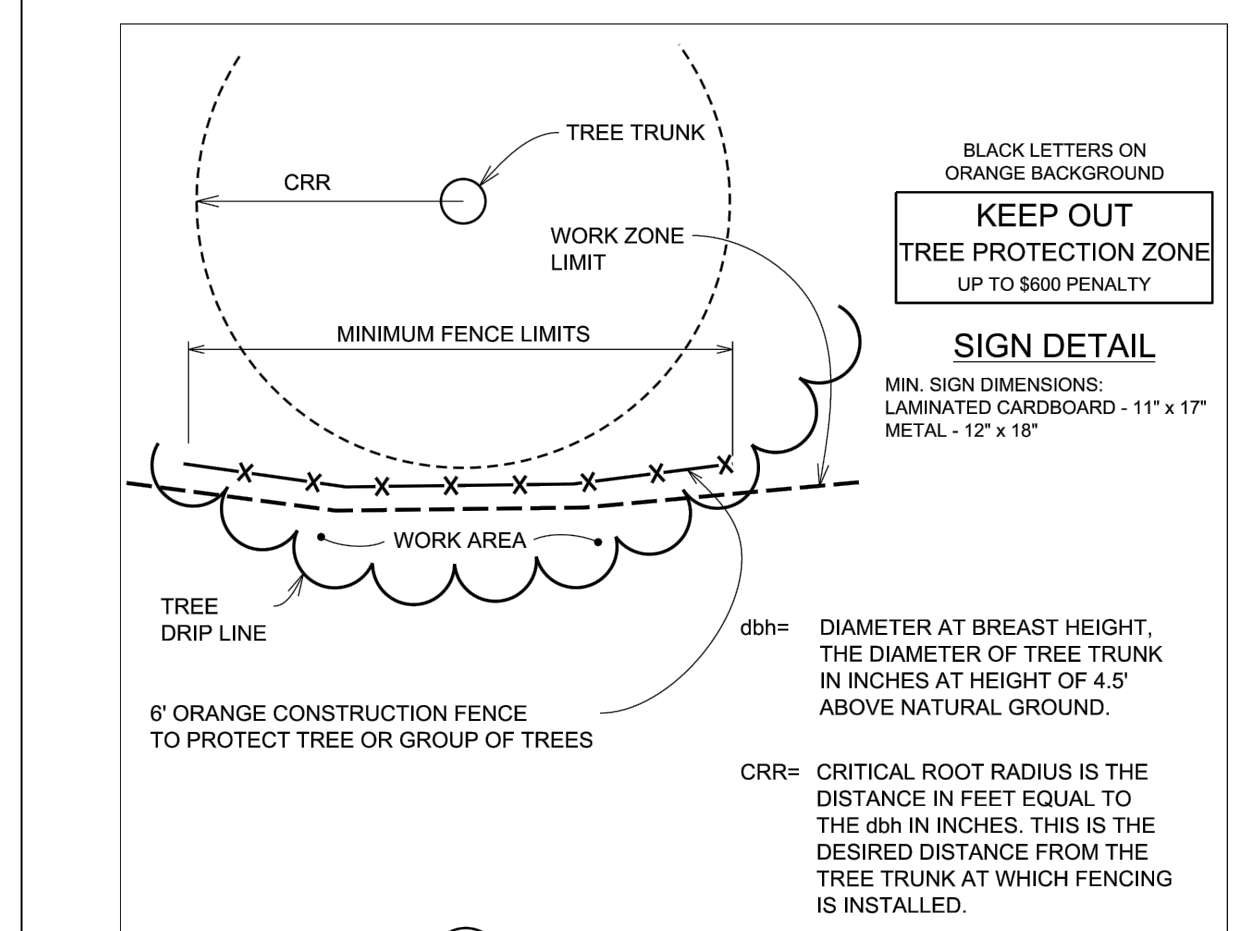 TREE TRUNK
CRR
WORK ZONE
LIMIT
MINIMUM FENCE LIMITS
BLACK LETTERS ON
ORANGE BACKGROUND
KEEP OUT
TREE PROTECTION ZONE
UP TO $600 PENALTY
SIGN DETAIL
MIN. SIGN DIMENSIONS:
LAMINATED CARDBOARD - 11" x 17"
METAL - 12" x 18"
WORK AREA
TREE
DRIP LINE
6' ORANGE CONSTRUCTION FENCE
TO PROTECT TREE OR GROUP OF TREES
dbh= DIAMETER AT BREAST HEIGHT,
THE DIAMETER OF TREE TRUNK
IN INCHES AT HEIGHT OF 4.5'
ABOVE NATURAL GROUND.
CRR= CRITICAL ROOT RADIUS IS THE
DISTANCE IN FEET EQUAL TO
THE dbh IN INCHES. THIS IS THE
DESIRED DISTANCE FROM THE
TREE TRUNK AT WHICH FENCING
IS INSTALLED.